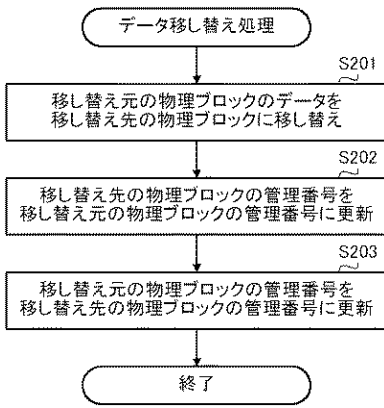 データ移し替え処理
S201
移し替え元の物理ブロックのデータを
移し替え先のブロックに移し替え
S202
移し替え先の物理ブロックの管理番号を
移し替え元の物理ブロックの管理番号に更新
S203
移し替え元の物理ブロックの管理番号を
移し替え先の物理ブロックの管理番号に更新
終了